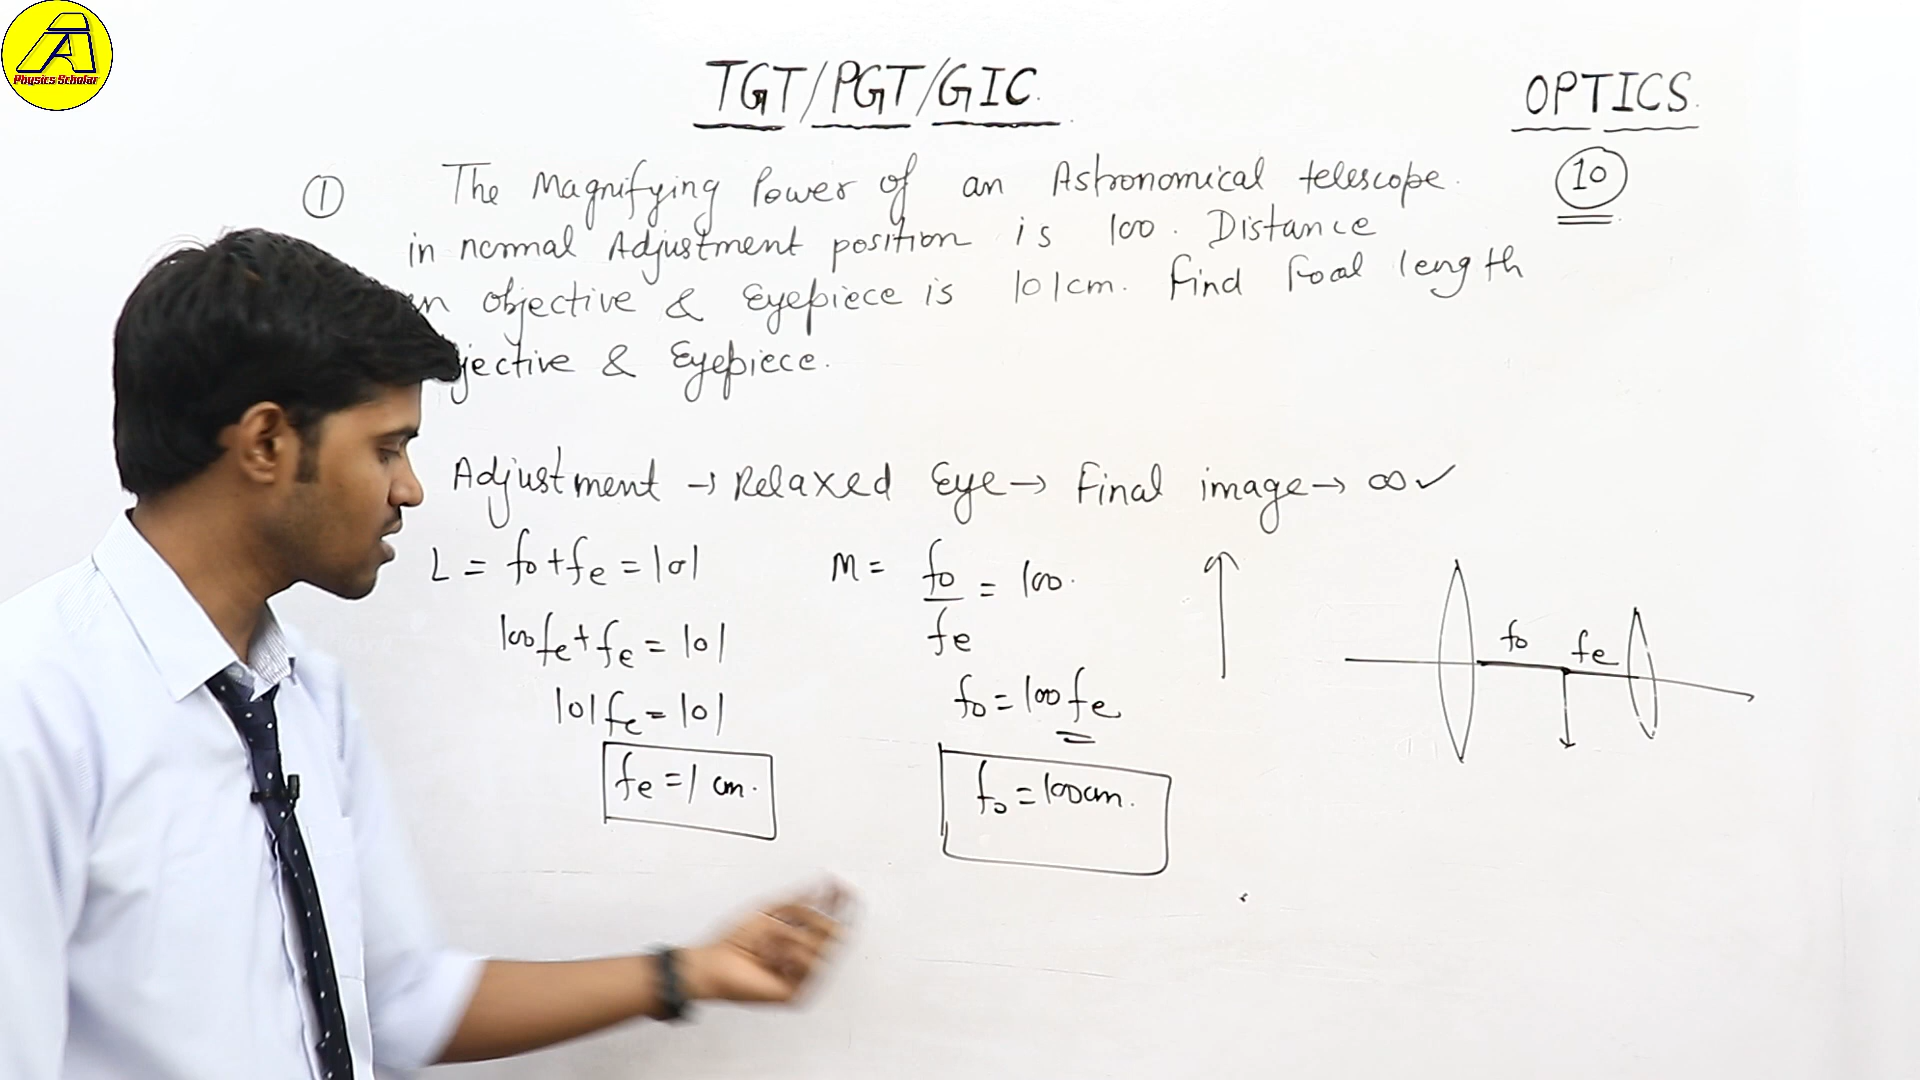 A
Physics Scholar
TGT/PGT/GIC.
OPTICS.
10
① The Magnifying Power of an Astronomical telescope.
in normal Adjustment position is 100. Distance
en objective & Eyepiece is 101cm. find focal length
jective & Eyepiece.
Adjustment → Relaxed Eye → Final image → ∞ ✓
L = fo + fe = 101
M = fo/fe = 100.
100fe + fe = 101
101fe = 101
fo = 100fe
fe = 1 cm.
fo = 100cm.
fo fe